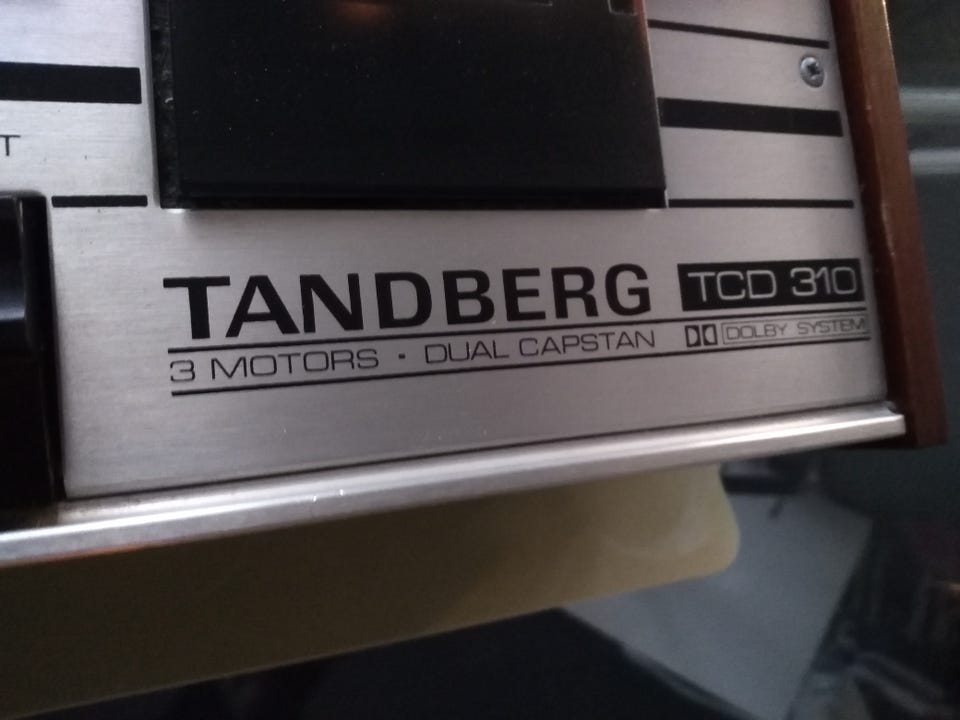 T
TANDBERG TCD 310
3 MOTORS · DUAL CAPSTAN DOLBY SYSTEM